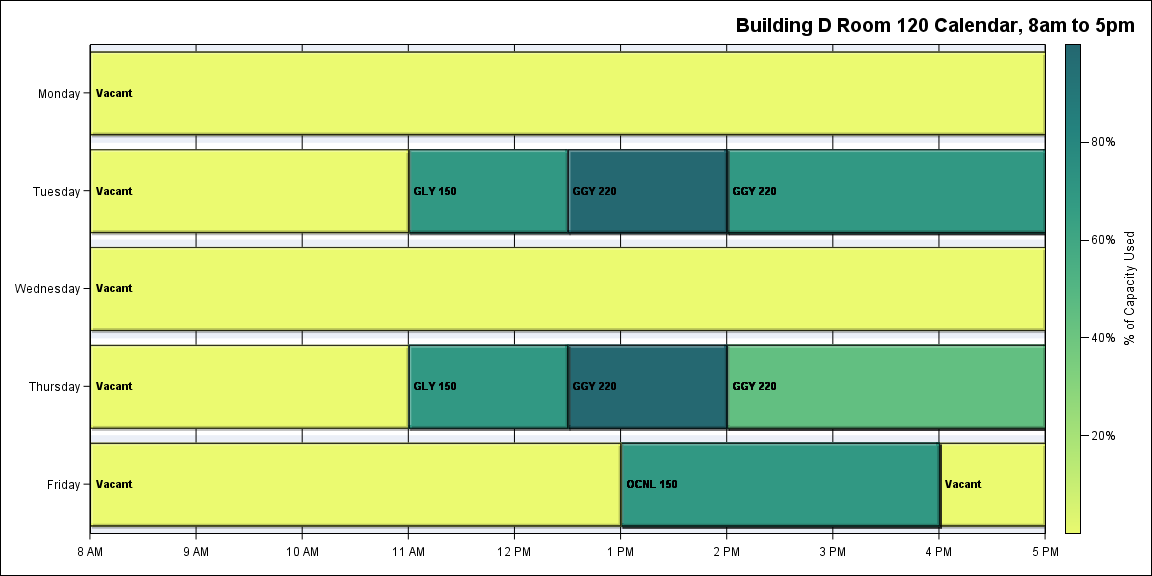 Building D Room 120 Calendar, 8am to 5pm
Monday
Vacant
Tuesday
Vacant
GLY 150
GGY 220
GGY 220
Wednesday
Vacant
Thursday
Vacant
GLY 150
GGY 220
GGY 220
Friday
Vacant
OCNL 150
Vacant
8 AM
9 AM
10 AM
11 AM
12 PM
1 PM
2 PM
3 PM
4 PM
5 PM
80%
60%
40%
20%
% of Capacity Used